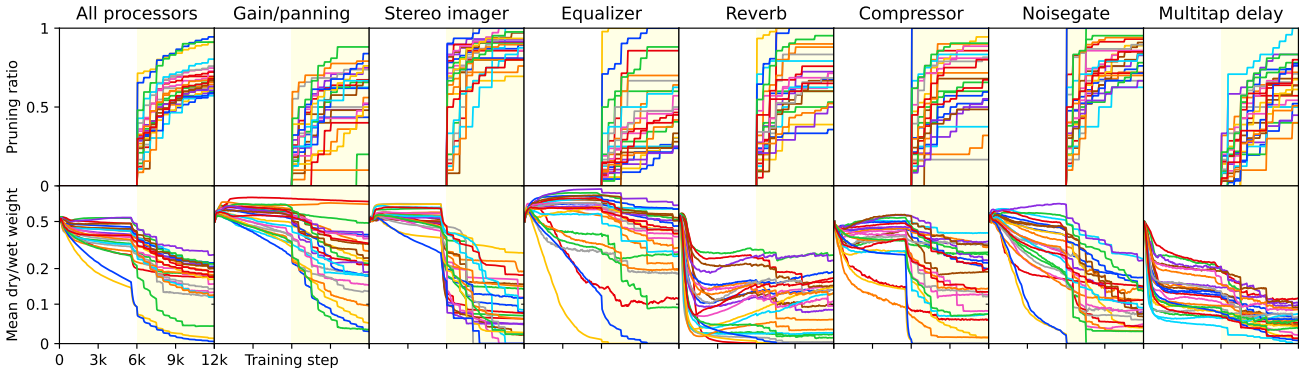 All processors Gain/panning Stereo imager Equalizer Reverb Compressor Noisegate Multitap delay
Pruning ratio
1
0.5
0
Mean dry/wet weight
0.5
0.2
0.1
0
0 3k 6k 9k 12k Training step